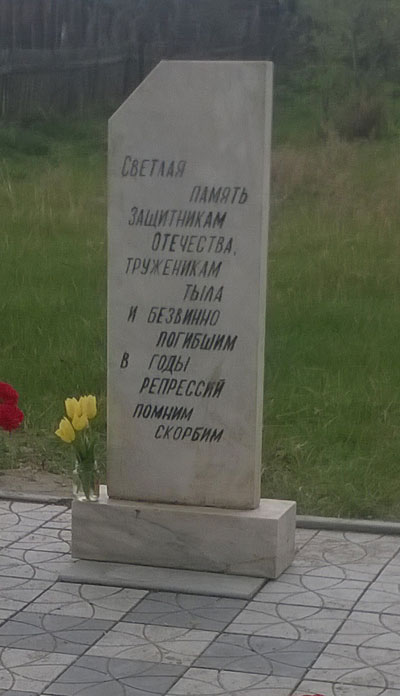 Светлая
память
защитникам
Отечества,
труженикам
тыла
и безвинно
погибшим
в годы
репрессий
помним
скорбим